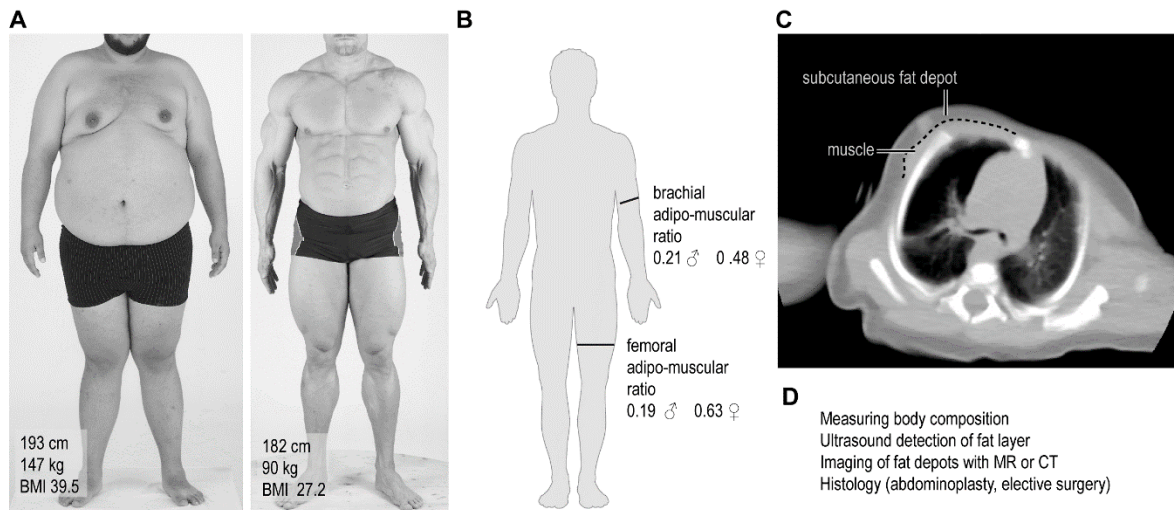 A
193 cm
147 kg
BMI 39.5
182 cm
90 kg
BMI 27.2
B
brachial
adipo-muscular
ratio
0.21 ♂ 0 .48 ♀
femoral
adipo-muscular
ratio
0.19 ♂ 0.63 ♀
C
subcutaneous fat depot
muscle
D
Measuring body composition
Ultrasound detection of fat layer
Imaging of fat depots with MR or CT
Histology (abdominoplasty, elective surgery)